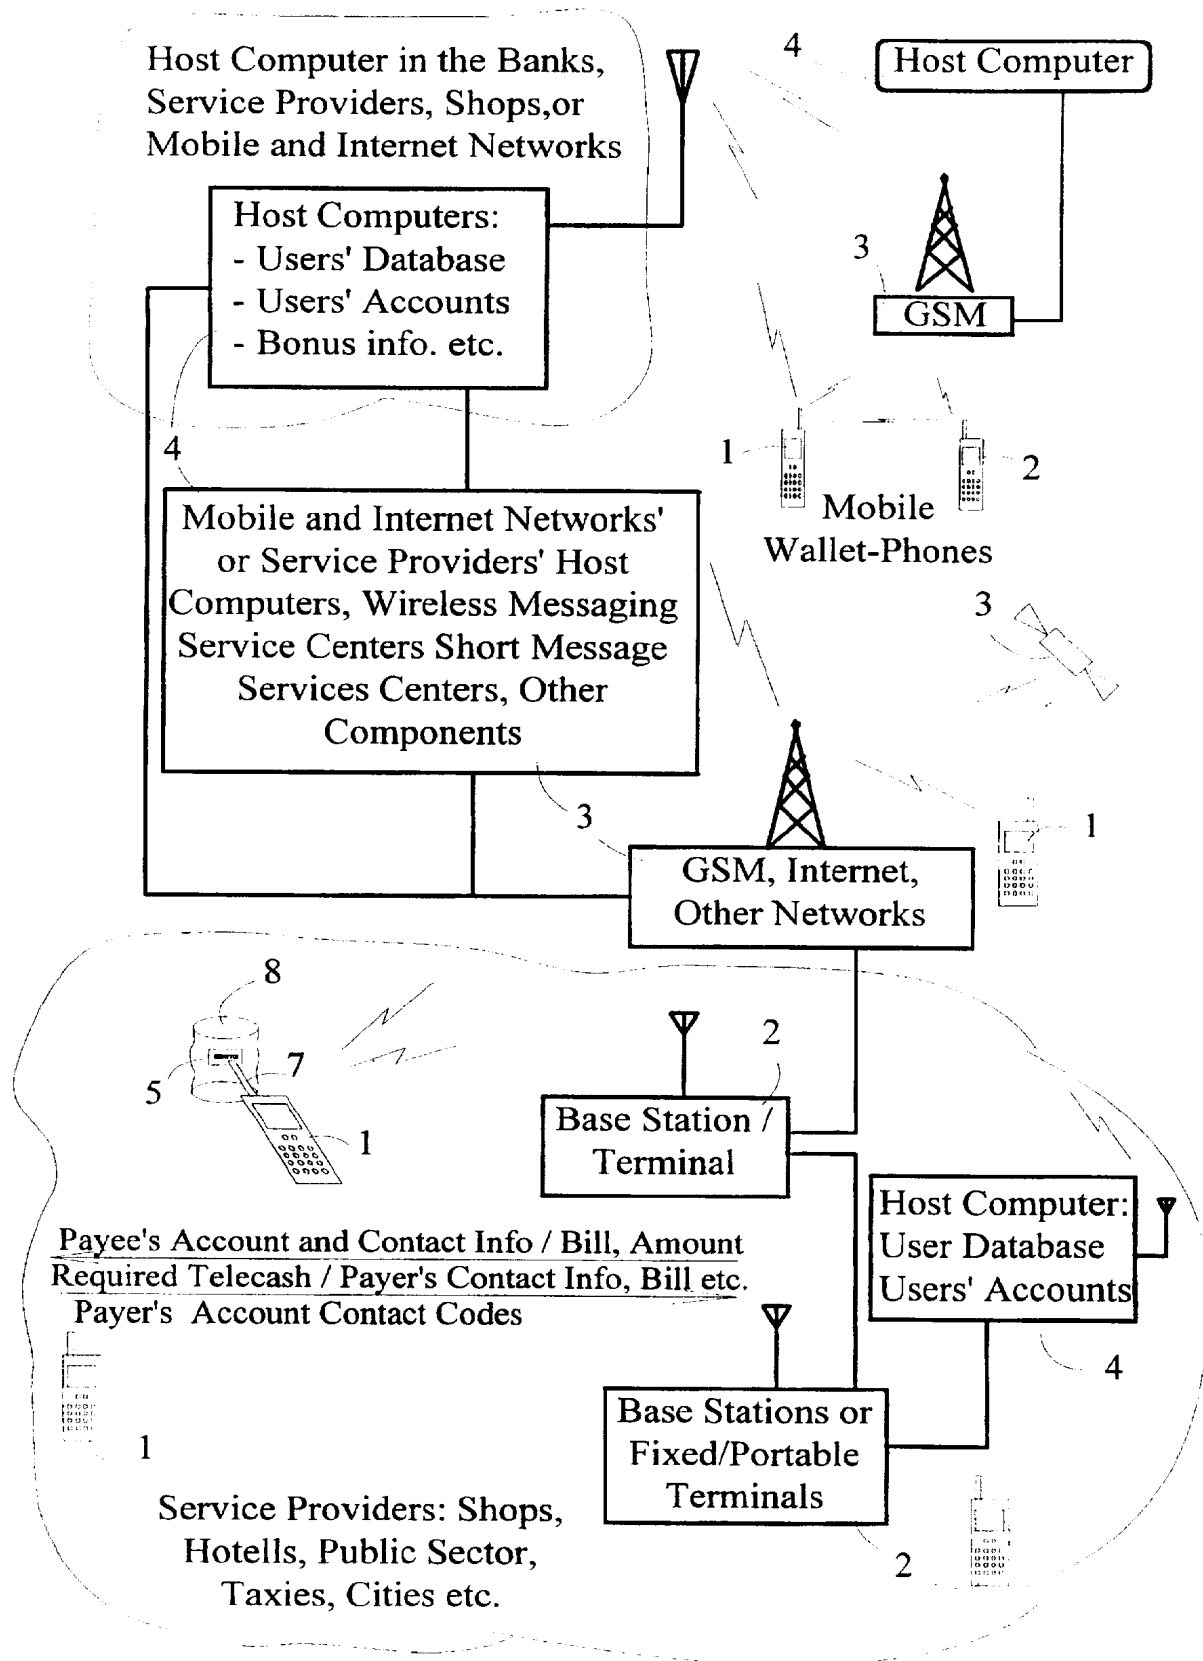 Host Computer in the Banks,
Service Providers, Shops,or
Mobile and Internet Networks
4
Host Computer
Host Computers:
- Users' Database
- Users' Accounts
- Bonus info. etc.
3
GSM
4
1
2
Mobile
Wallet-Phones
Mobile and Internet Networks'
or Service Providers' Host
Computers, Wireless Messaging
Service Centers Short Message
Services Centers, Other
Components
3
3
1
GSM, Internet,
Other Networks
8
5
7
1
2
Base Station /
Terminal
Host Computer:
User Database
Users' Accounts
4
Payee's Account and Contact Info / Bill, Amount
Required Telecash / Payer's Contact Info, Bill etc.
Payer's Account Contact Codes
1
Base Stations or
Fixed/Portable
Terminals
2
Service Providers: Shops,
Hotells, Public Sector,
Taxies, Cities etc.